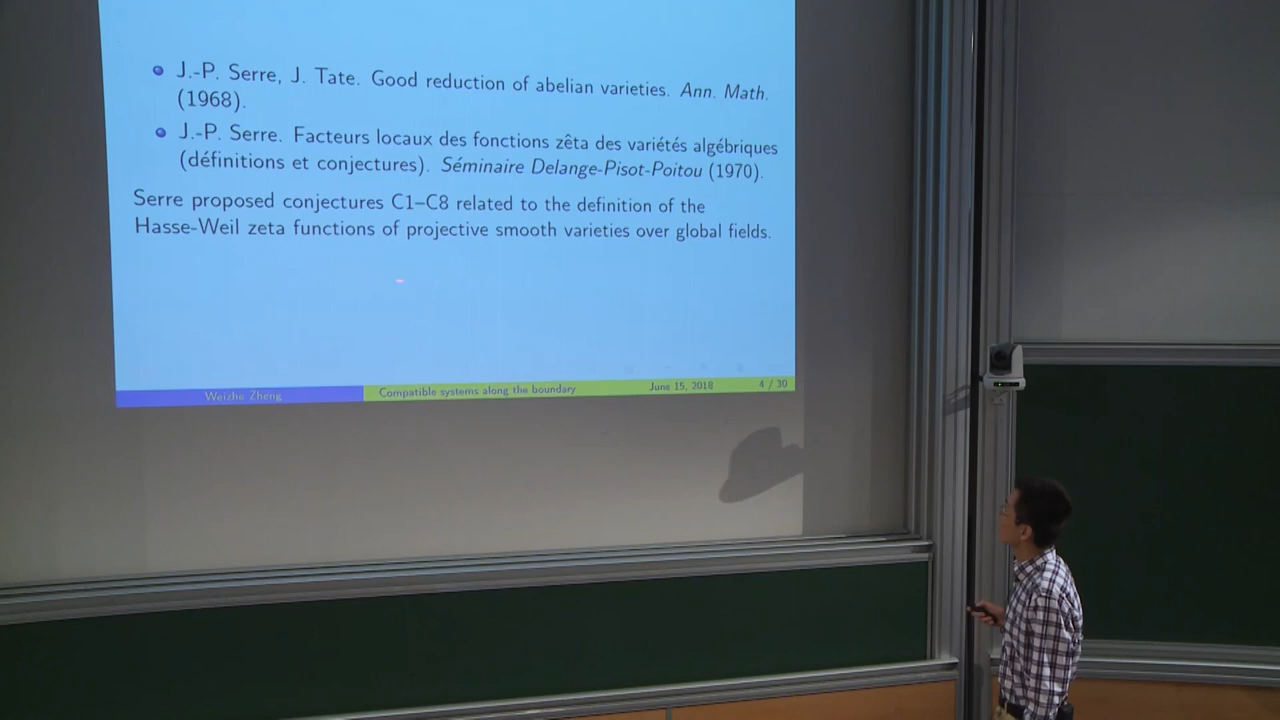 J.-P. Serre, J. Tate. Good reduction of abelian varieties. Ann. Math.
(1968).
J.-P. Serre. Facteurs locaux des fonctions zêta des variétés algébriques
(définitions et conjectures). Séminaire Delange-Pisot-Poitou (1970).
Serre proposed conjectures C1–C8 related to the definition of the
Hasse-Weil zeta functions of projective smooth varieties over global fields.
Weizhe Zheng Compatible systems along the boundary June 15, 2018 4 / 30